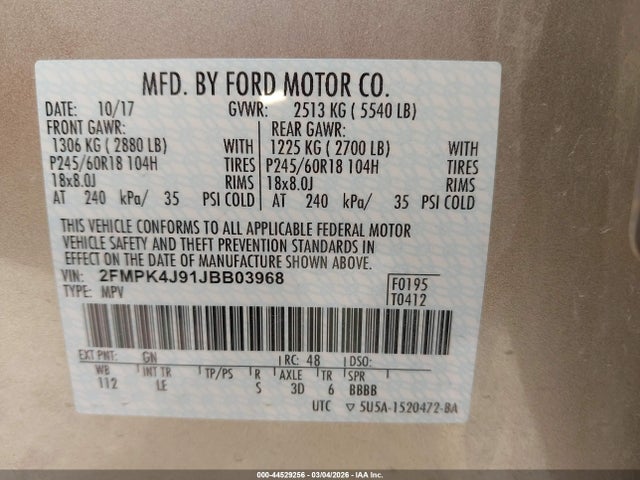 MFD. BY FORD MOTOR CO.
DATE: 10/17 GVWR: 2513 KG ( 5540 LB)
FRONT GAWR: REAR GAWR:
1306 KG ( 2880 LB) WITH 1225 KG ( 2700 LB) WITH
P245/60R18 104H TIRES P245/60R18 104H TIRES
18x8.0J RIMS 18x8.0J RIMS
AT 240 kPa/ 35 PSI COLD AT 240 kPa/ 35 PSI COLD
THIS VEHICLE CONFORMS TO ALL APPLICABLE FEDERAL MOTOR
VEHICLE SAFETY AND THEFT PREVENTION STANDARDS IN
EFFECT ON THE DATE OF MANUFACTURE SHOWN ABOVE.
VIN: 2FMPK4J91JBB03968
TYPE: MPV
F0195
T0412
EXT PNT: GN RC: 48 DSO:
WB INT TR TP/PS R AXLE TR SPR
112 LE S 3D 6 BBBB
UTC ▽ 5U5A-1520472-BA
000-44529256 - 03/04/2026 - IAA, Inc.